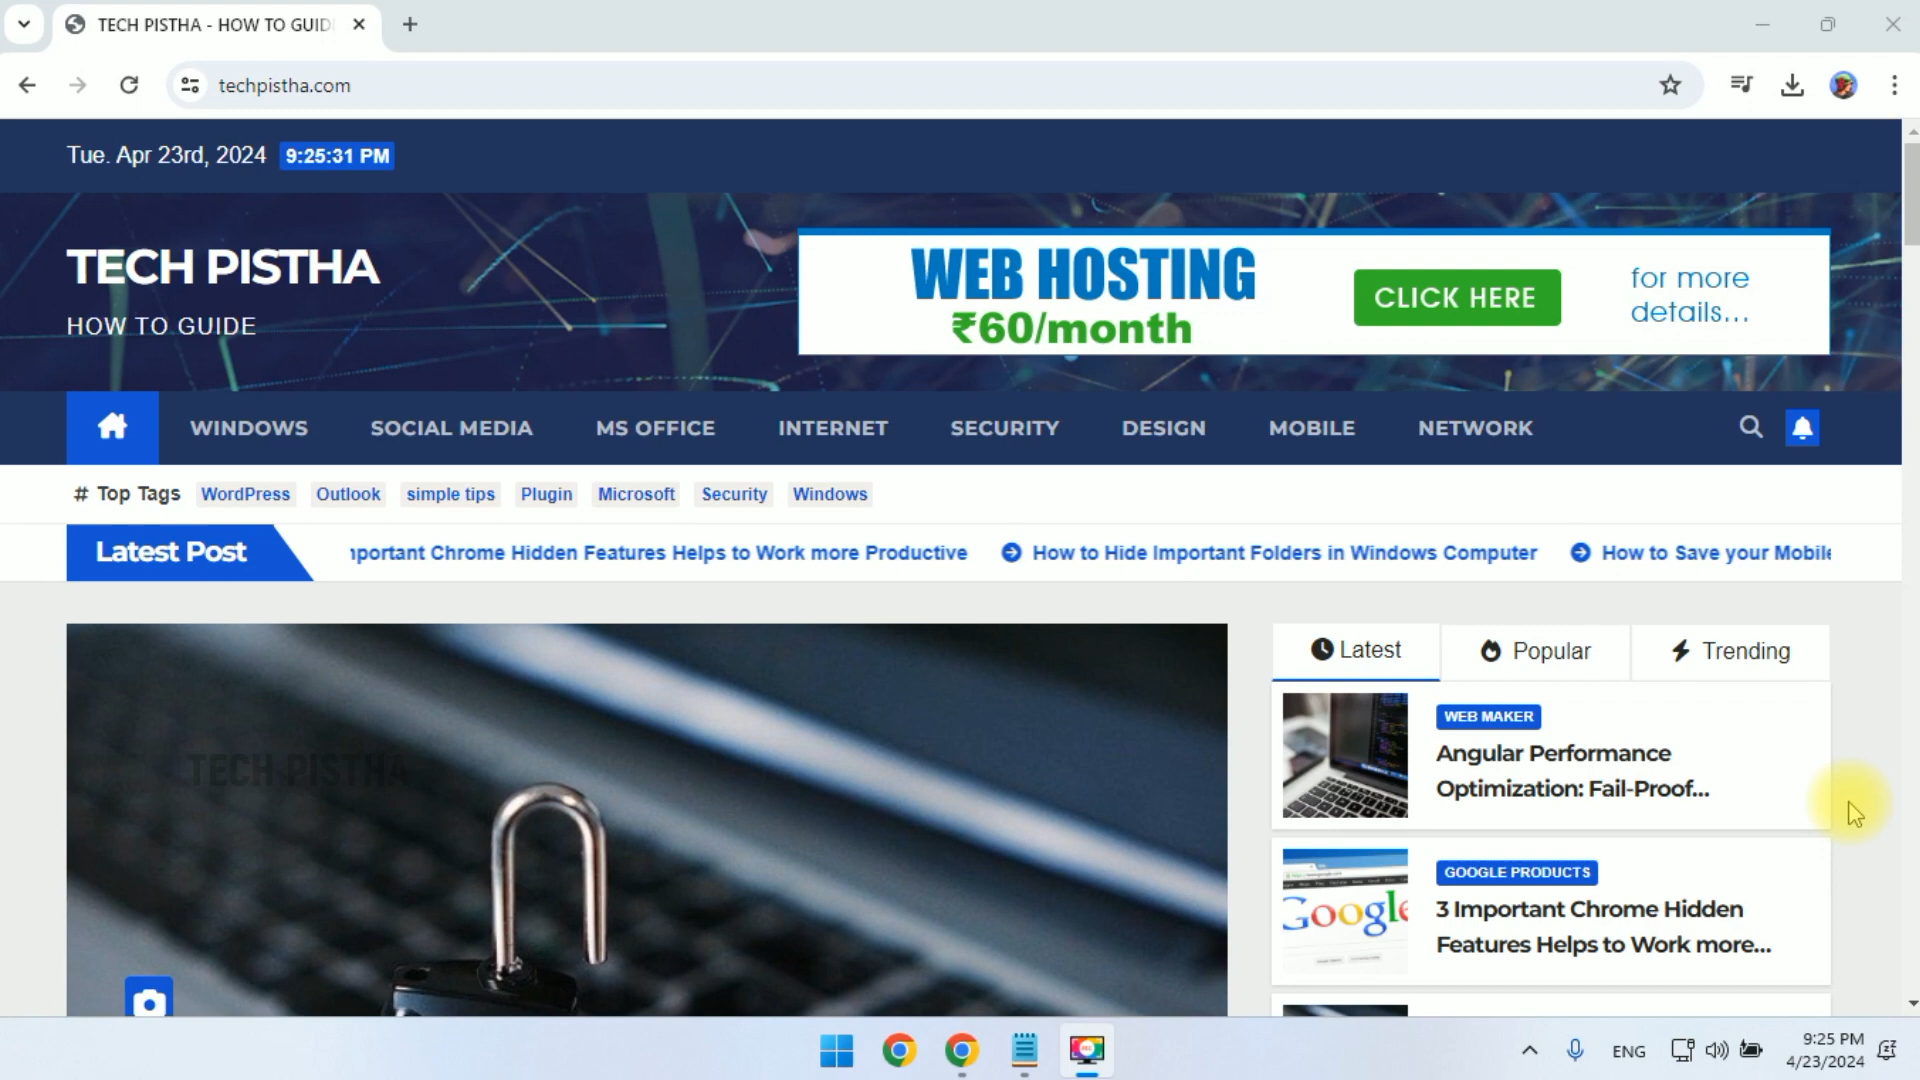 TECH PISTHA - HOW TO GUID
techpistha.com
Tue. Apr 23rd, 2024 9:25:31 PM
TECH PISTHA
HOW TO GUIDE
WEB HOSTING
₹60/month
CLICK HERE
for more
details...
WINDOWS SOCIAL MEDIA MS OFFICE INTERNET SECURITY DESIGN MOBILE NETWORK
# Top Tags WordPress Outlook simple tips Plugin Microsoft Security Windows
Latest Post
Chrome Hidden Features Helps to Work more Productive How to Hide Important Folders in Windows Computer How to Save your Mobile
Latest Popular Trending
WEB MAKER
Angular Performance
Optimization: Fail-Proof...
TECH PISTHA
GOOGLE PRODUCTS
Google
3 Important Chrome Hidden
Features Helps to Work more...
ENG
9:25 PM
4/23/2024